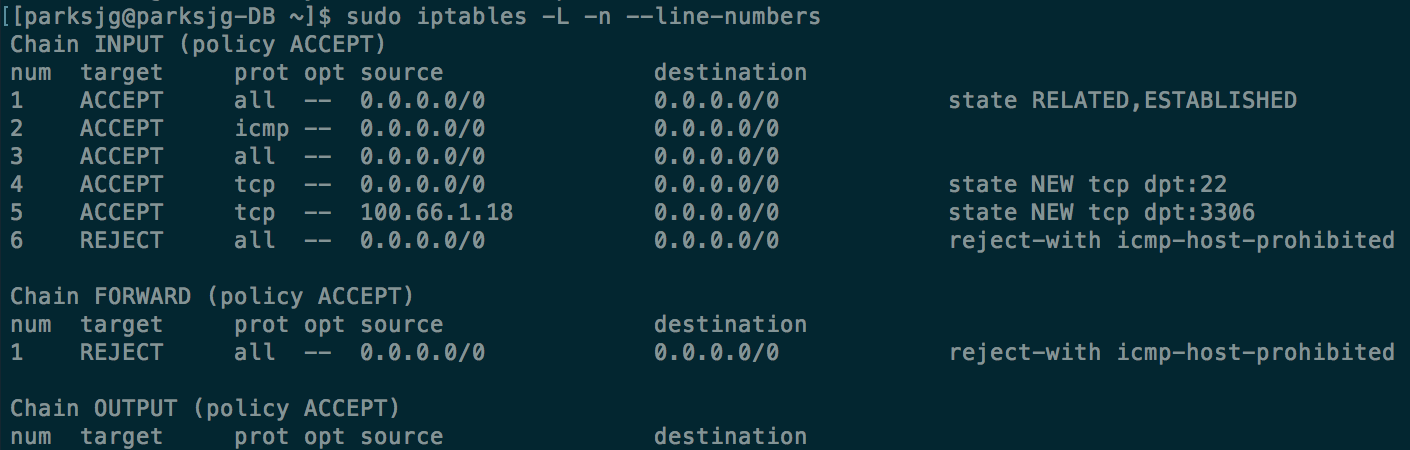 [[parksjg@parksjg-DB ~]$ sudo iptables -L -n --line-numbers
Chain INPUT (policy ACCEPT)
num  target     prot opt source               destination
1    ACCEPT     all  --  0.0.0.0/0            0.0.0.0/0            state RELATED,ESTABLISHED
2    ACCEPT     icmp --  0.0.0.0/0            0.0.0.0/0
3    ACCEPT     all  --  0.0.0.0/0            0.0.0.0/0
4    ACCEPT     tcp  --  0.0.0.0/0            0.0.0.0/0            state NEW tcp dpt:22
5    ACCEPT     tcp  --  100.66.1.18          0.0.0.0/0            state NEW tcp dpt:3306
6    REJECT     all  --  0.0.0.0/0            0.0.0.0/0            reject-with icmp-host-prohibited

Chain FORWARD (policy ACCEPT)
num  target     prot opt source               destination
1    REJECT     all  --  0.0.0.0/0            0.0.0.0/0            reject-with icmp-host-prohibited

Chain OUTPUT (policy ACCEPT)
num  target     prot opt source               destination